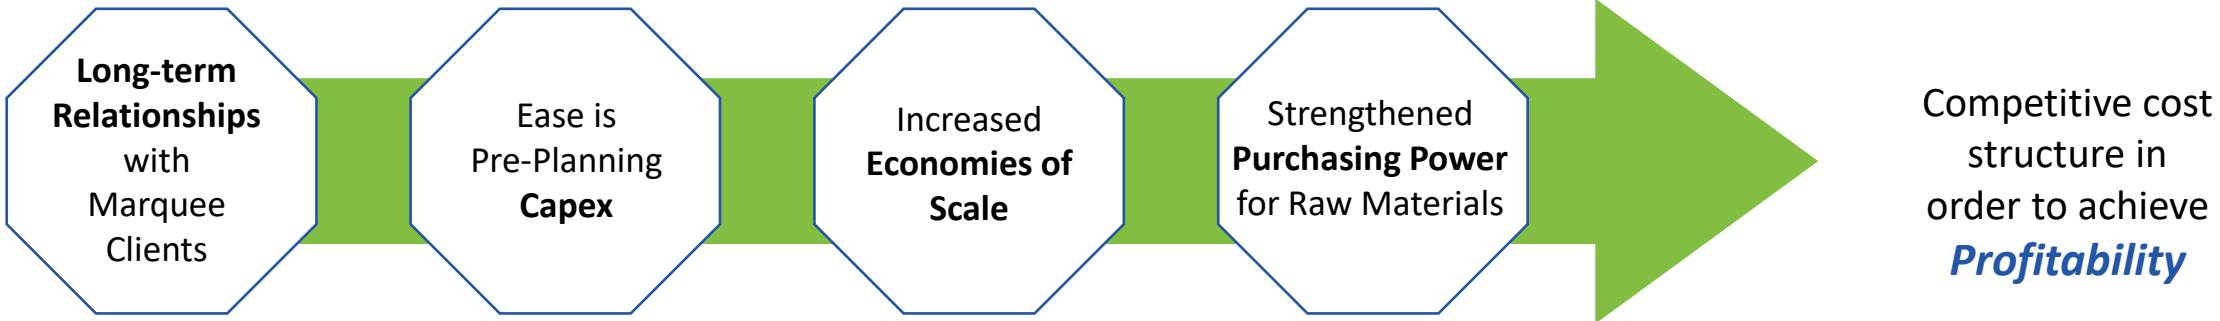 Long-term
Relationships
with
Marquee
Clients
Ease is
Pre-Planning
Capex
Increased
Economies of
Scale
Strengthened
Purchasing Power
for Raw Materials
Competitive cost
structure in
order to achieve
Profitability